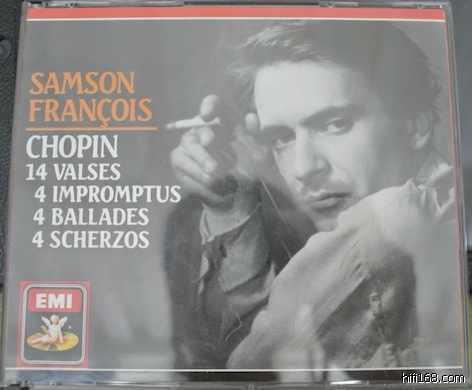 SAMSON
FRANÇOIS
CHOPIN
14 VALSES
4 IMPROMPTUS
4 BALLADES
4 SCHERZOS
EMI
hifi168.com